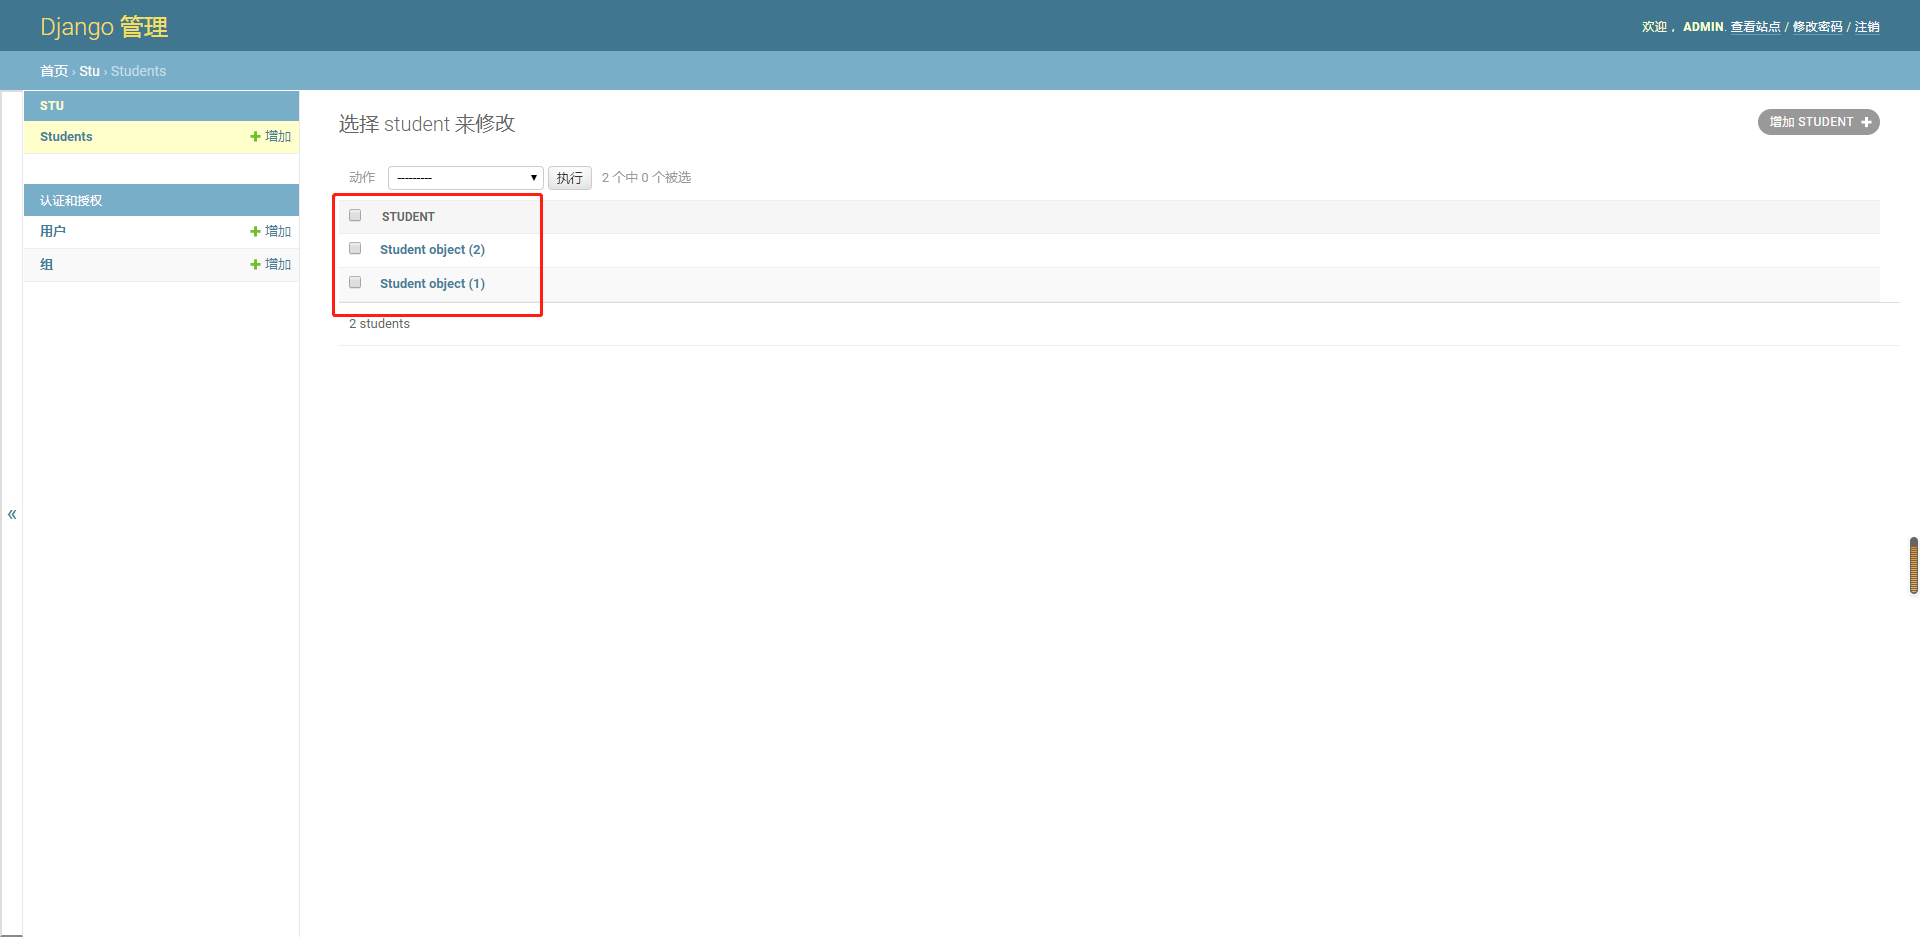 Django 管理
欢迎， ADMIN. 查看站点 / 修改密码 / 注销
首页 › Stu › Students
STU
Students 增加
认证和授权
用户 增加
组 增加
«
选择 student 来修改
增加 STUDENT
动作 --------- 执行 2 个中 0 个被选
STUDENT
Student object (2)
Student object (1)
2 students